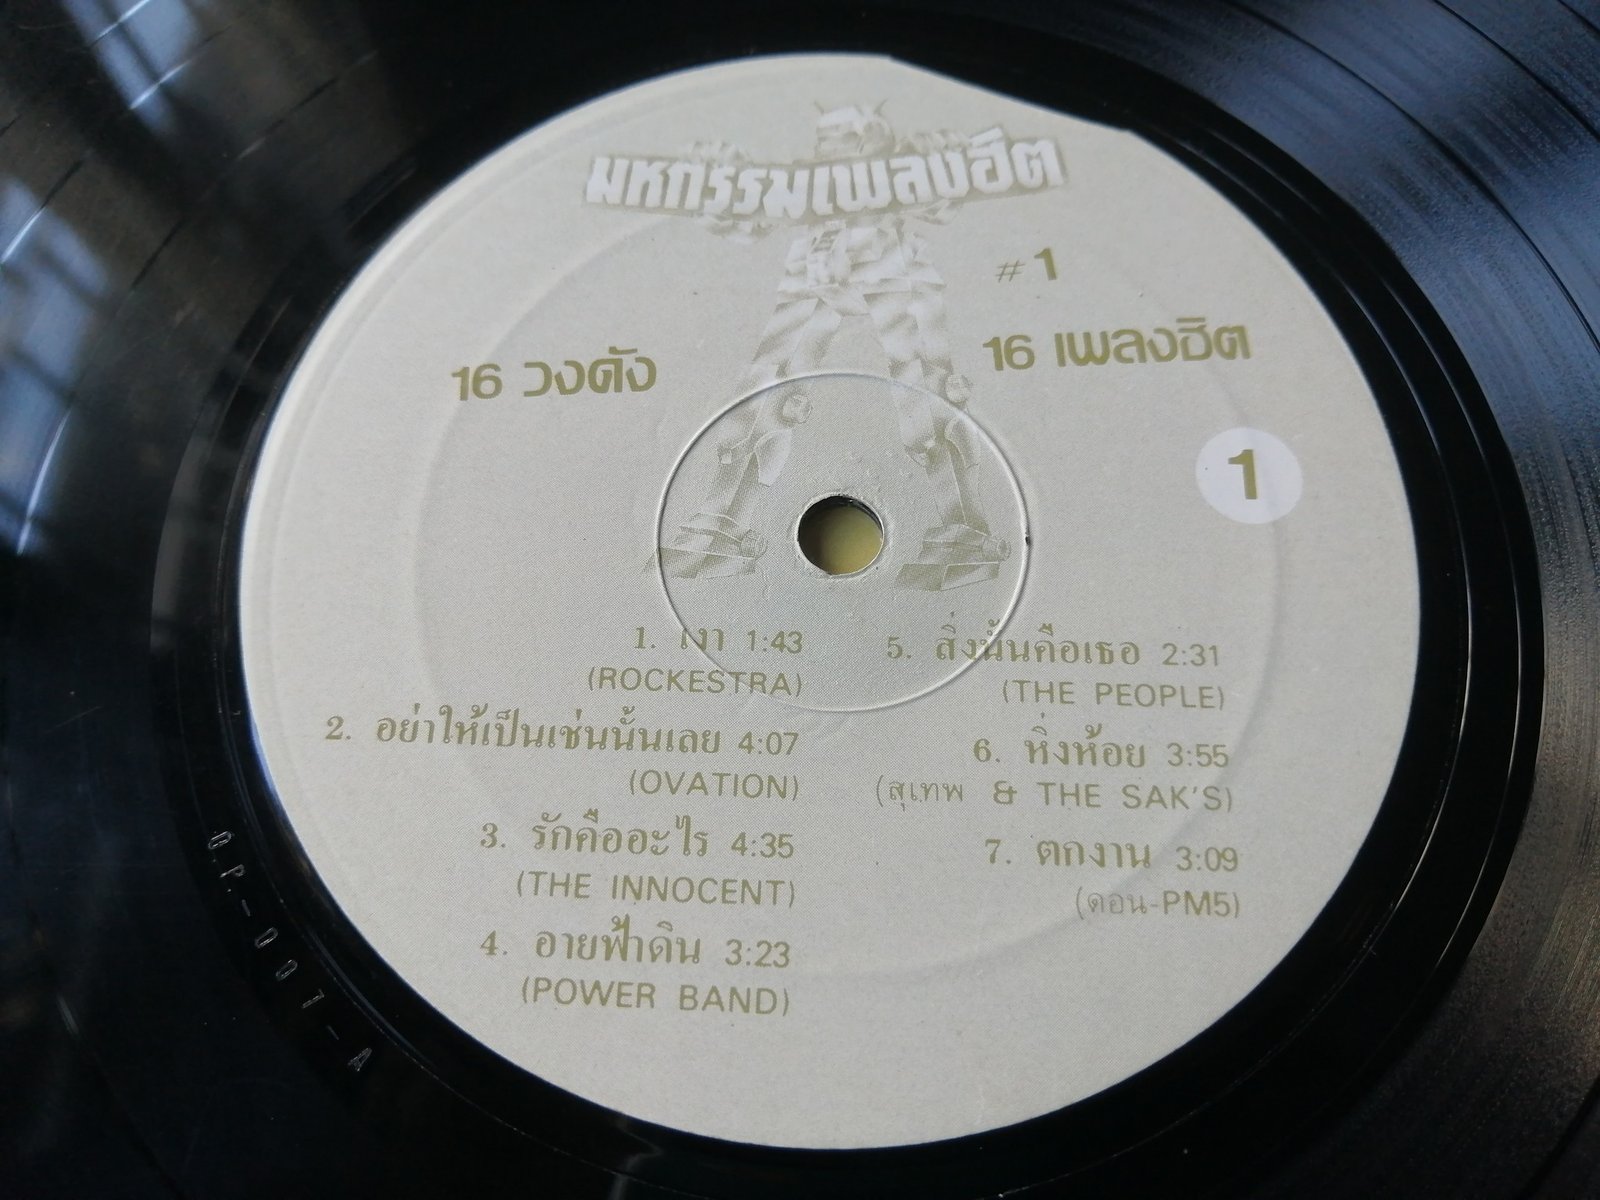 มหกรรมเพลงฮิต
# 1
16 วงดัง
16 เพลงฮิต
1
1. เงา 1:43
(ROCKESTRA)
2. อย่าให้เป็นเช่นนั้นเลย 4:07
(OVATION)
3. รักคืออะไร 4:35
(THE INNOCENT)
4. อายฟ้าดิน 3:23
(POWER BAND)
5. สิ่งนั้นคือเธอ 2:31
(THE PEOPLE)
6. หิ่งห้อย 3:55
(สุเทพ & THE SAK'S)
7. ตกงาน 3:09
(ดอน-PM5)